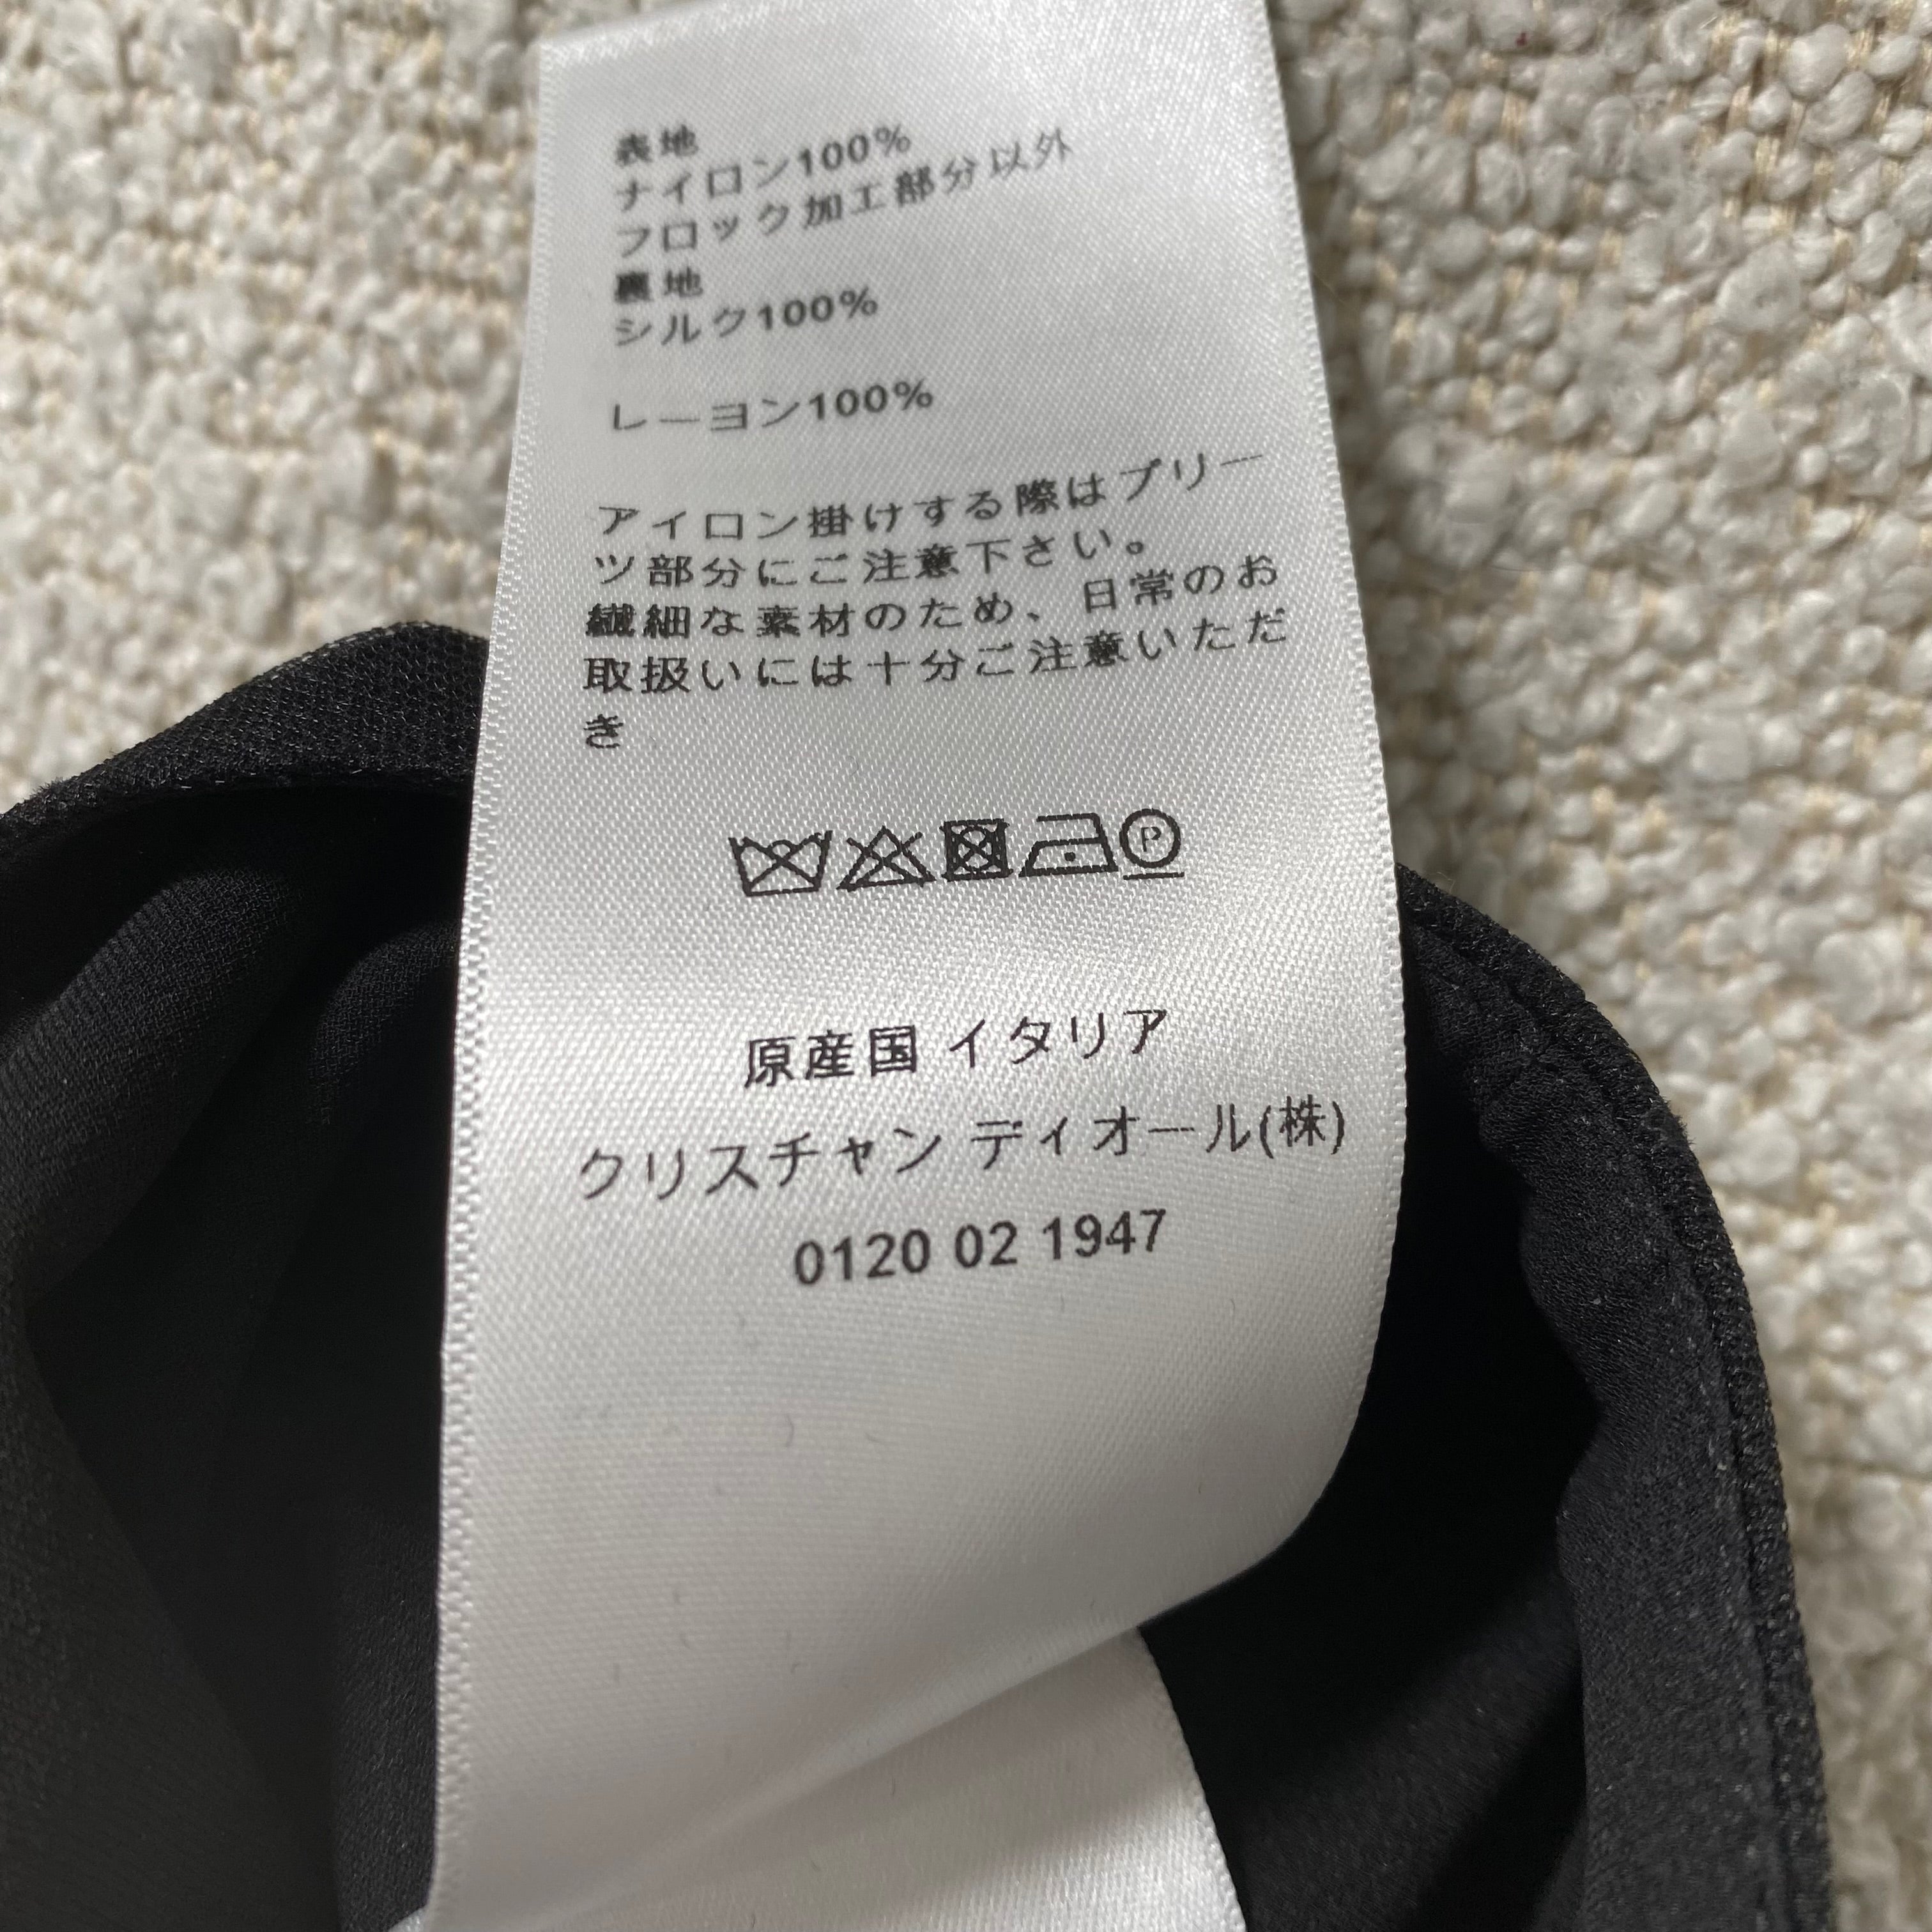 表地
ナイロン100%
フロック加工部分以外
裏地
シルク100%
レーヨン100%
アイロン掛けする際はプリー
ツ部分にご注意下さい。
繊細な素材のため、日常のお
取扱いには十分ご注意いただ
き
P
原産国 イタリア
クリスチャン ディオール(株)
0120 02 1947